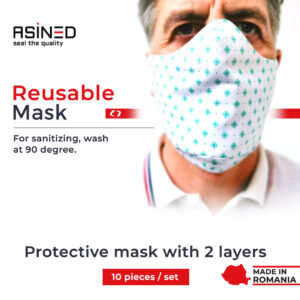 ASINED
seal the quality
Reusable
Mask
For sanitizing, wash
at 90 degree.
Protective mask with 2 layers
10 pieces / set
MADE IN
ROMANIA